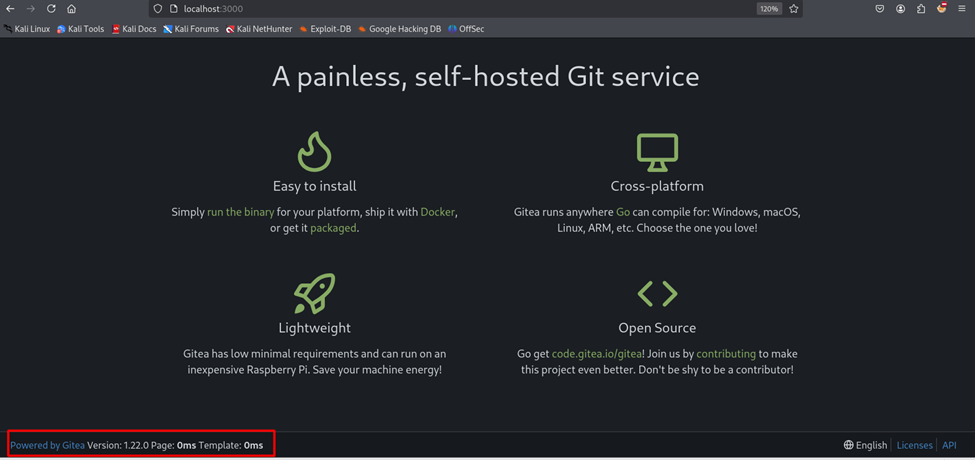 localhost:3000
120%
Kali Linux Kali Tools Kali Docs Kali Forums Kali NetHunter Exploit-DB Google Hacking DB OffSec
A painless, self-hosted Git service
Easy to install
Simply run the binary for your platform, ship it with Docker,
or get it packaged.
Cross-platform
Gitea runs anywhere Go can compile for: Windows, macOS,
Linux, ARM, etc. Choose the one you love!
Lightweight
Gitea has low minimal requirements and can run on an
inexpensive Raspberry Pi. Save your machine energy!
Open Source
Go get code.gitea.io/gitea! Join us by contributing to make
this project even better. Don't be shy to be a contributor!
Powered by Gitea Version: 1.22.0 Page: 0ms Template: 0ms
English Licenses API